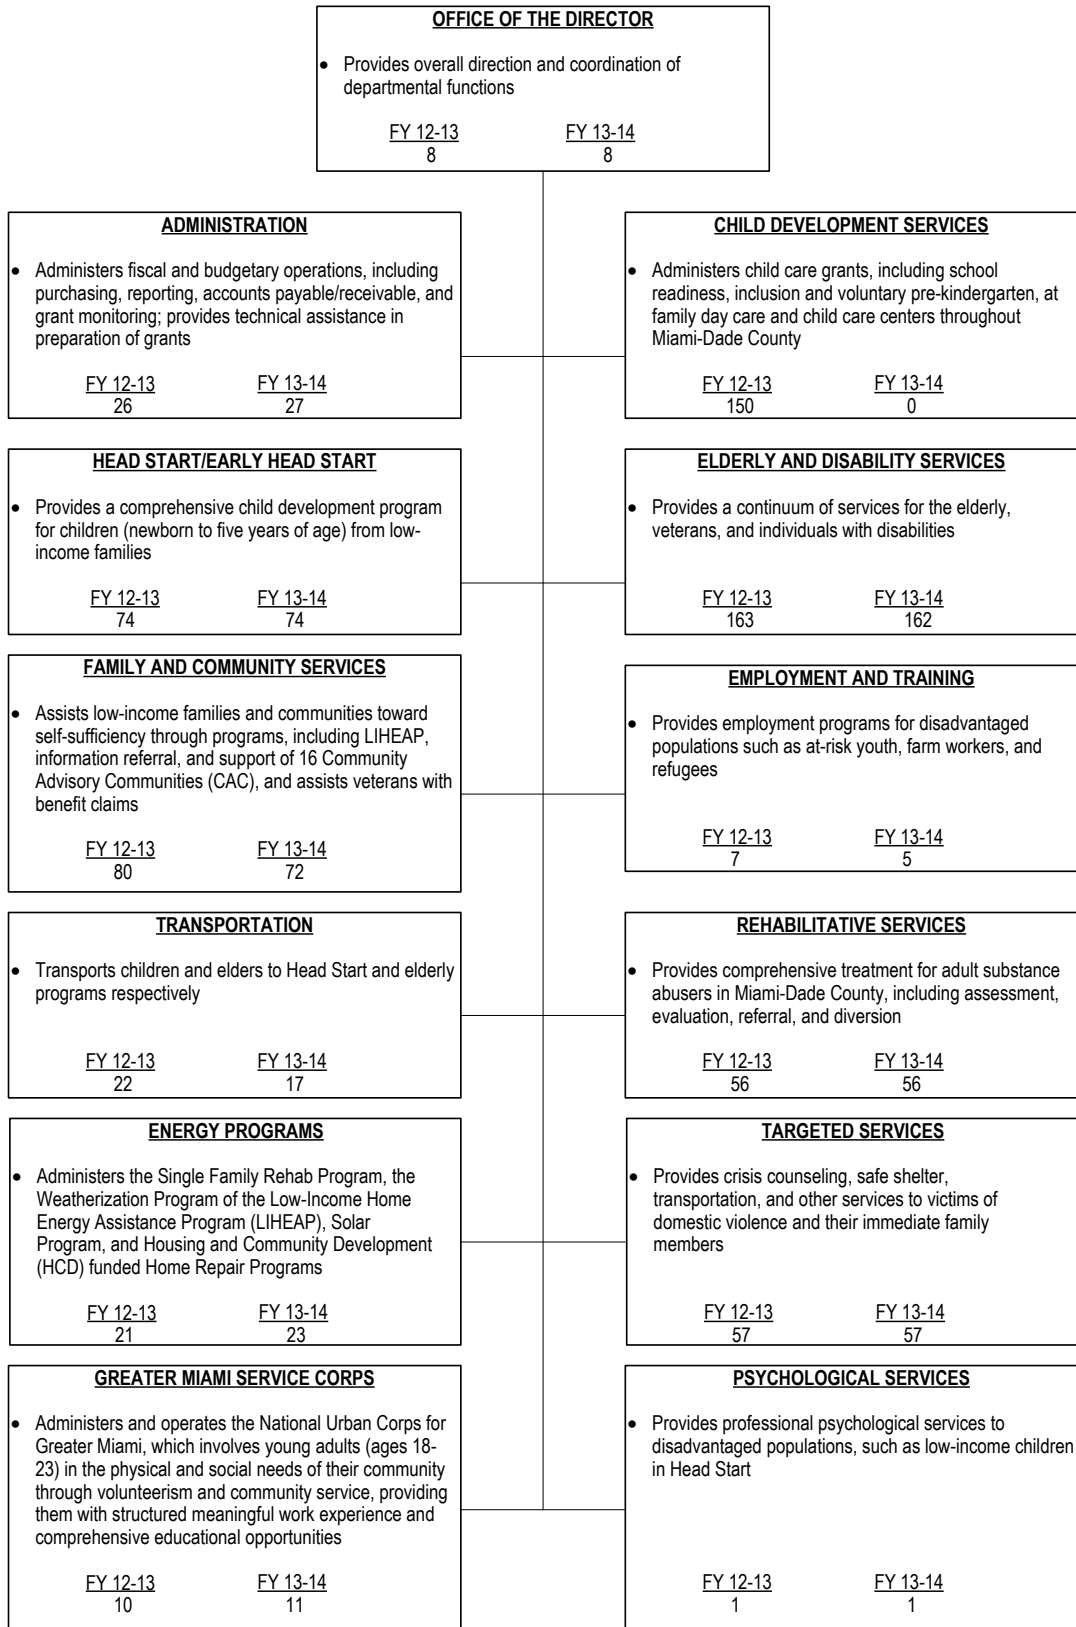 OFFICE OF THE DIRECTOR
• Provides overall direction and coordination of
departmental functions
FY 12-13 FY 13-14
8 8
ADMINISTRATION
• Administers fiscal and budgetary operations, including
purchasing, reporting, accounts payable/receivable, and
grant monitoring; provides technical assistance in
preparation of grants
FY 12-13 FY 13-14
26 27
CHILD DEVELOPMENT SERVICES
• Administers child care grants, including school
readiness, inclusion and voluntary pre-kindergarten, at
family day care and child care centers throughout
Miami-Dade County
FY 12-13 FY 13-14
150 0
HEAD START/EARLY HEAD START
• Provides a comprehensive child development program
for children (newborn to five years of age) from low-
income families
FY 12-13 FY 13-14
74 74
ELDERLY AND DISABILITY SERVICES
• Provides a continuum of services for the elderly,
veterans, and individuals with disabilities
FY 12-13 FY 13-14
163 162
FAMILY AND COMMUNITY SERVICES
• Assists low-income families and communities toward
self-sufficiency through programs, including LIHEAP,
information referral, and support of 16 Community
Advisory Communities (CAC), and assists veterans with
benefit claims
FY 12-13 FY 13-14
80 72
EMPLOYMENT AND TRAINING
• Provides employment programs for disadvantaged
populations such as at-risk youth, farm workers, and
refugees
FY 12-13 FY 13-14
7 5
TRANSPORTATION
• Transports children and elders to Head Start and elderly
programs respectively
FY 12-13 FY 13-14
22 17
REHABILITATIVE SERVICES
• Provides comprehensive treatment for adult substance
abusers in Miami-Dade County, including assessment,
evaluation, referral, and diversion
FY 12-13 FY 13-14
56 56
ENERGY PROGRAMS
• Administers the Single Family Rehab Program, the
Weatherization Program of the Low-Income Home
Energy Assistance Program (LIHEAP), Solar
Program, and Housing and Community Development
(HCD) funded Home Repair Programs
FY 12-13 FY 13-14
21 23
TARGETED SERVICES
• Provides crisis counseling, safe shelter,
transportation, and other services to victims of
domestic violence and their immediate family
members
FY 12-13 FY 13-14
57 57
GREATER MIAMI SERVICE CORPS
• Administers and operates the National Urban Corps for
Greater Miami, which involves young adults (ages 18-
23) in the physical and social needs of their community
through volunteerism and community service, providing
them with structured meaningful work experience and
comprehensive educational opportunities
FY 12-13 FY 13-14
10 11
PSYCHOLOGICAL SERVICES
• Provides professional psychological services to
disadvantaged populations, such as low-income children
in Head Start
FY 12-13 FY 13-14
1 1